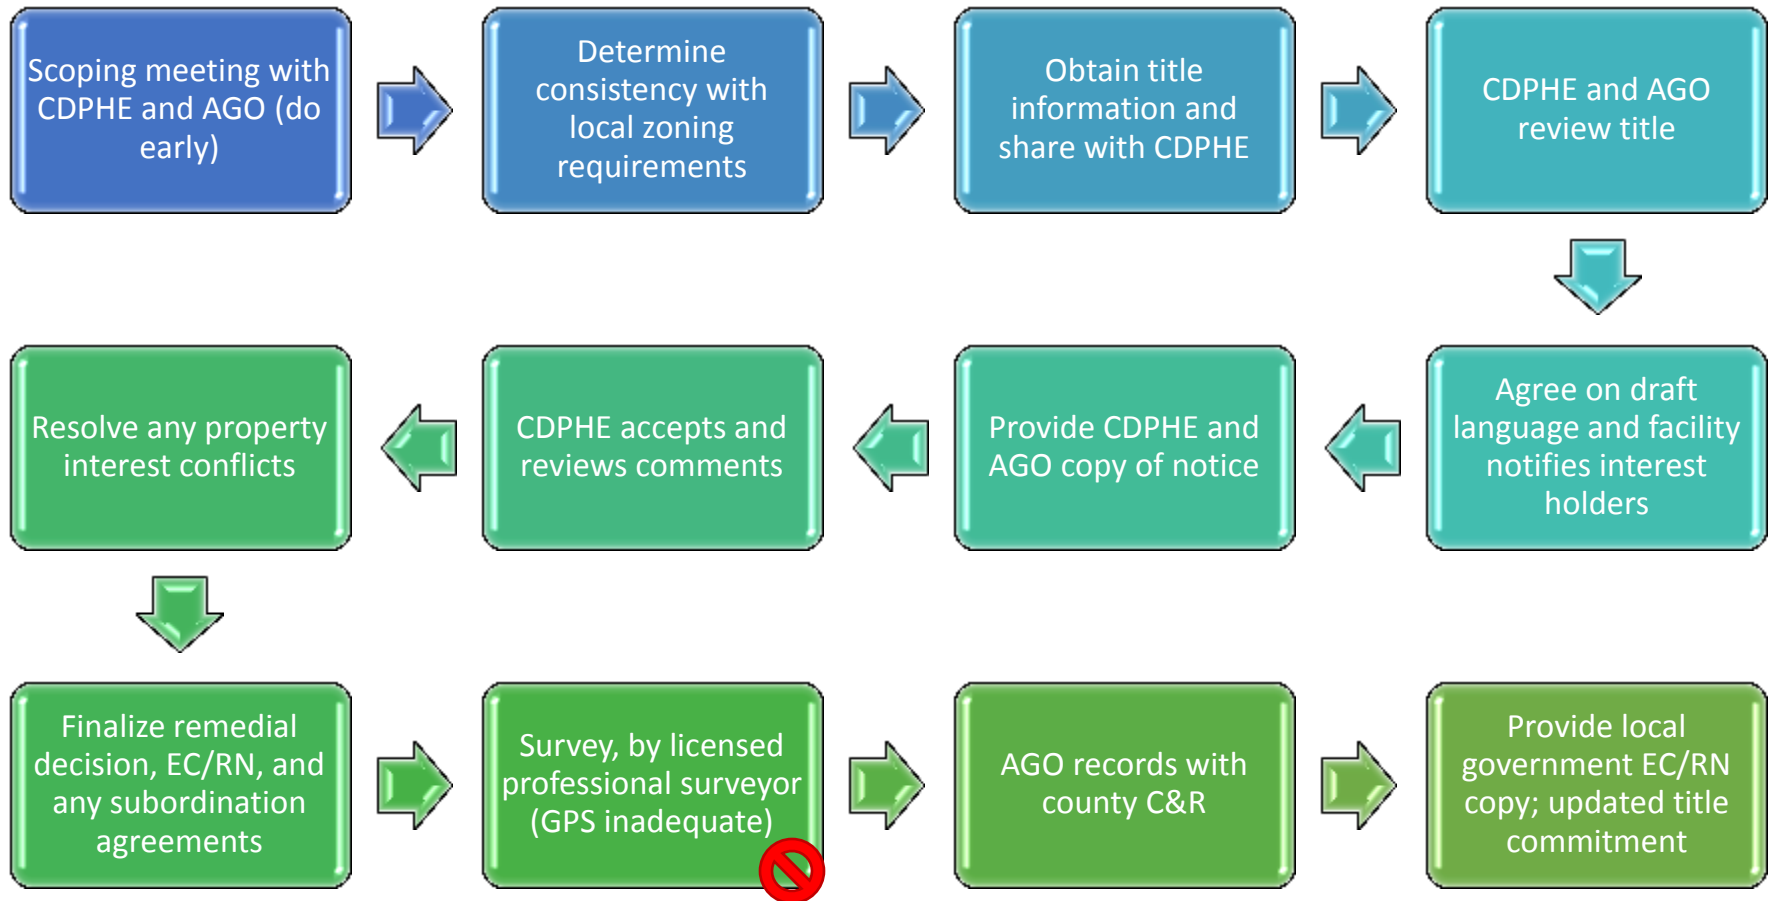 Scoping meeting with
CDPHE and AGO (do
early)
Determine
consistency with
local zoning
requirements
Obtain title
information and
share with CDPHE
CDPHE and AGO
review title
Agree on draft
language and facility
notifies interest
holders
Provide CDPHE and
AGO copy of notice
CDPHE accepts and
reviews comments
Resolve any property
interest conflicts
Finalize remedial
decision, EC/RN, and
any subordination
agreements
Survey, by licensed
professional surveyor
(GPS inadequate)
AGO records with
county C&R
Provide local
government EC/RN
copy; updated title
commitment